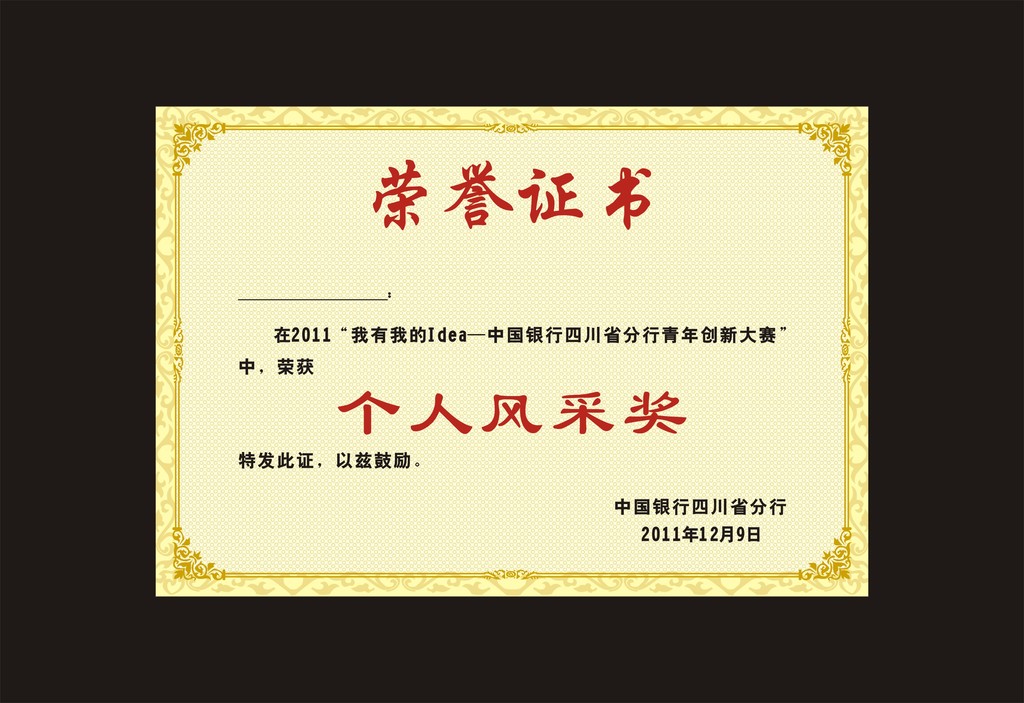 荣誉证书
________________:
在2011“我有我的Idea—中国银行四川省分行青年创新大赛”
中，荣获
个人风采奖
特发此证，以兹鼓励。
中国银行四川省分行
2011年12月9日